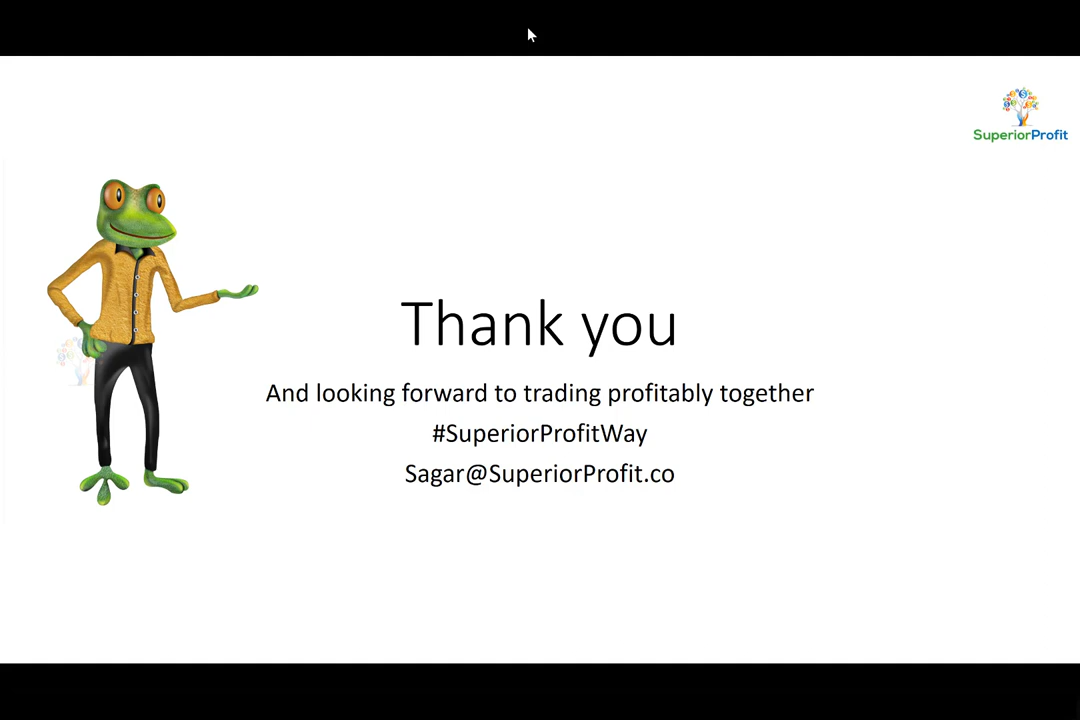 SuperiorProfit
Thank you
And looking forward to trading profitably together
#SuperiorProfitWay
Sagar@SuperiorProfit.co